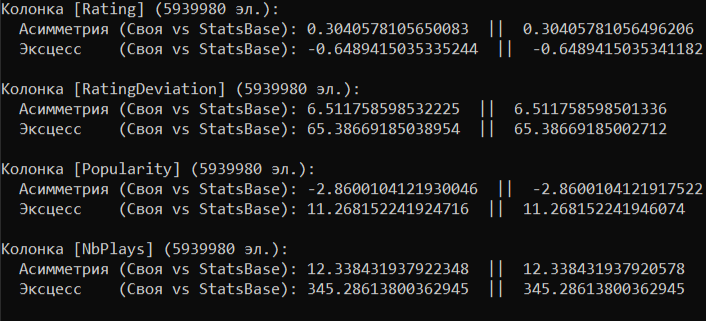 Колонка [Rating] (5939980 эл.):
Асимметрия (Своя vs StatsBase): 0.3040578105650083 || 0.30405781056496206
Эксцесс (Своя vs StatsBase): -0.6489415035335244 || -0.6489415035341182
Колонка [RatingDeviation] (5939980 эл.):
Асимметрия (Своя vs StatsBase): 6.511758598532225 || 6.511758598501336
Эксцесс (Своя vs StatsBase): 65.38669185038954 || 65.38669185002712
Колонка [Popularity] (5939980 эл.):
Асимметрия (Своя vs StatsBase): -2.8600104121930046 || -2.8600104121917522
Эксцесс (Своя vs StatsBase): 11.268152241924716 || 11.268152241946074
Колонка [NbPlays] (5939980 эл.):
Асимметрия (Своя vs StatsBase): 12.338431937922348 || 12.338431937920578
Эксцесс (Своя vs StatsBase): 345.28613800362945 || 345.28613800362945